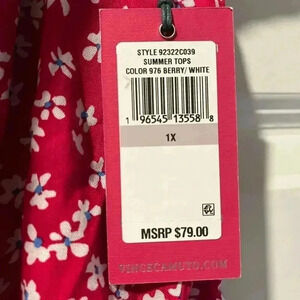 STYLE 92322C039
SUMMER TOPS
COLOR 976 BERRY/ WHITE
1 96545 13558 8
1X
MSRP $79.00
VINCECAMUTO.COM